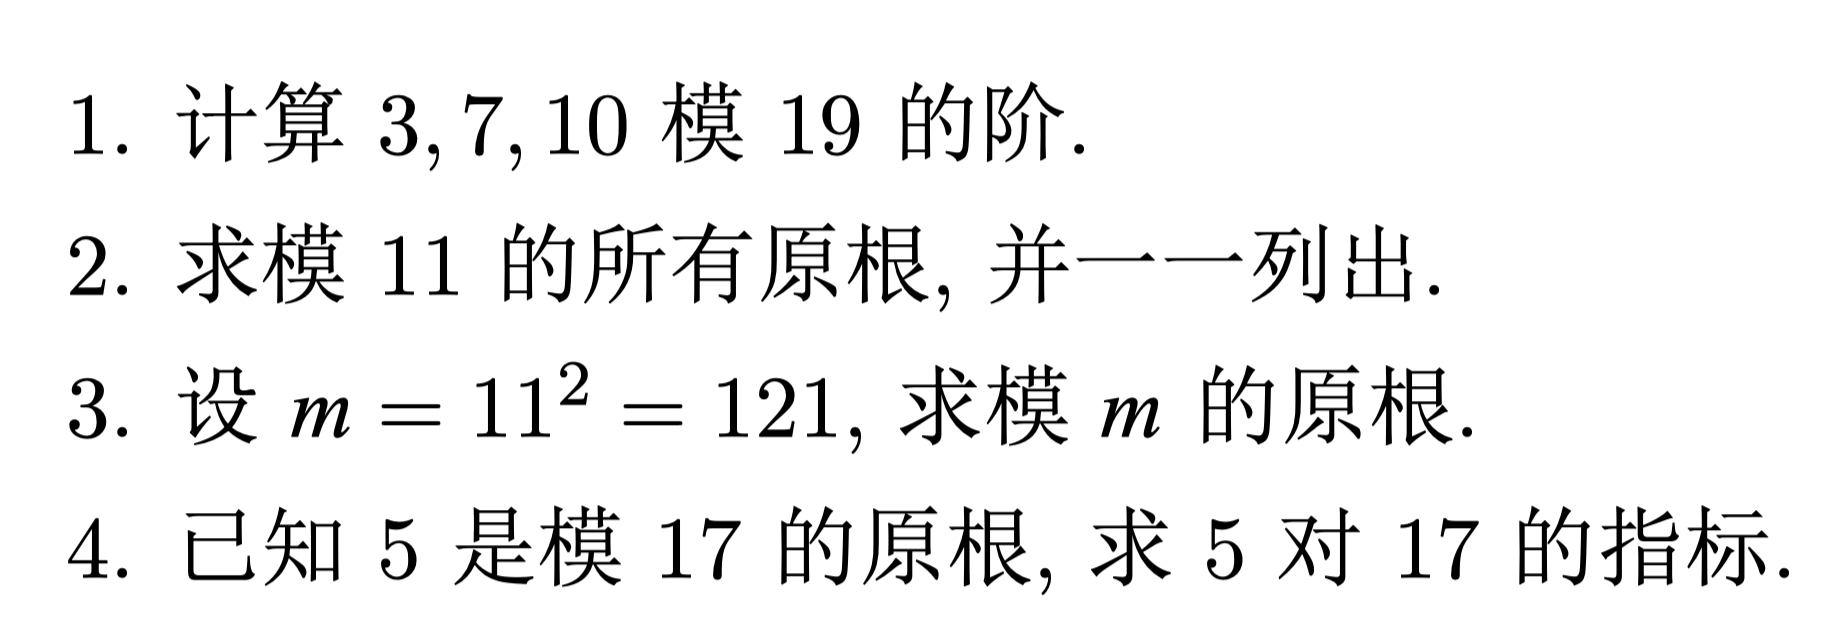 1. 计算 3, 7, 10 模 19 的阶.
2. 求模 11 的所有原根, 并一一列出.
3. 设 m = 11² = 121, 求模 m 的原根.
4. 已知 5 是模 17 的原根, 求 5 对 17 的指标.